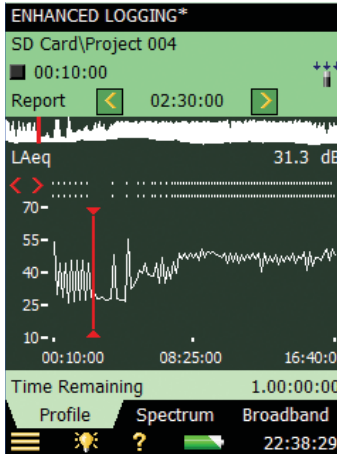 ENHANCED LOGGING*
SD Card\Project 004
00:10:00
Report < 02:30:00 >
LAeq 31.3 dB
< >
70-
55-
40-
25-
10-
00:10:00 08:25:00 16:40:0
Time Remaining 1.00:00:00
Profile Spectrum Broadband
? 22:38:29